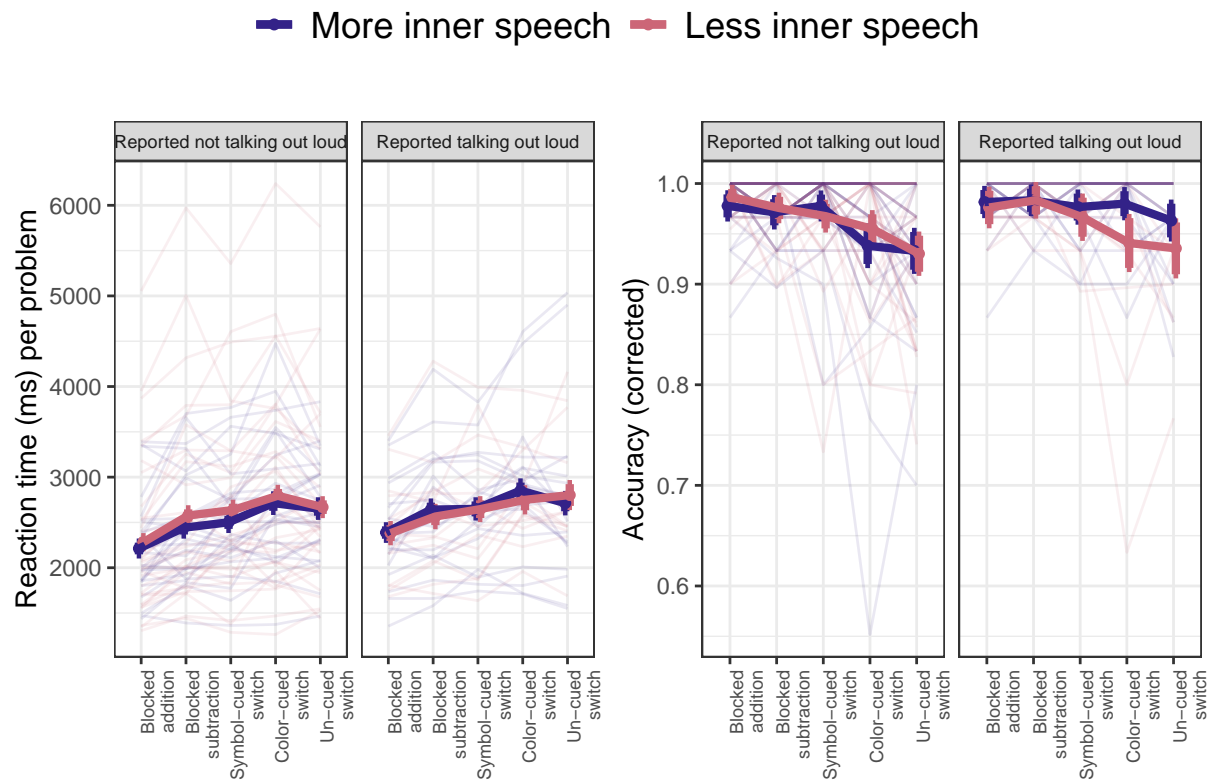 More inner speech Less inner speech
Reported not talking out loud Reported talking out loud
Reaction time (ms) per problem
6000
5000
4000
3000
2000
Blocked
addition
Blocked
subtraction
Symbol−cued
switch
Color−cued
switch
Un−cued
switch
Blocked
addition
Blocked
subtraction
Symbol−cued
switch
Color−cued
switch
Un−cued
switch
Reported not talking out loud Reported talking out loud
Accuracy (corrected)
1.0
0.9
0.8
0.7
0.6
Blocked
addition
Blocked
subtraction
Symbol−cued
switch
Color−cued
switch
Un−cued
switch
Blocked
addition
Blocked
subtraction
Symbol−cued
switch
Color−cued
switch
Un−cued
switch